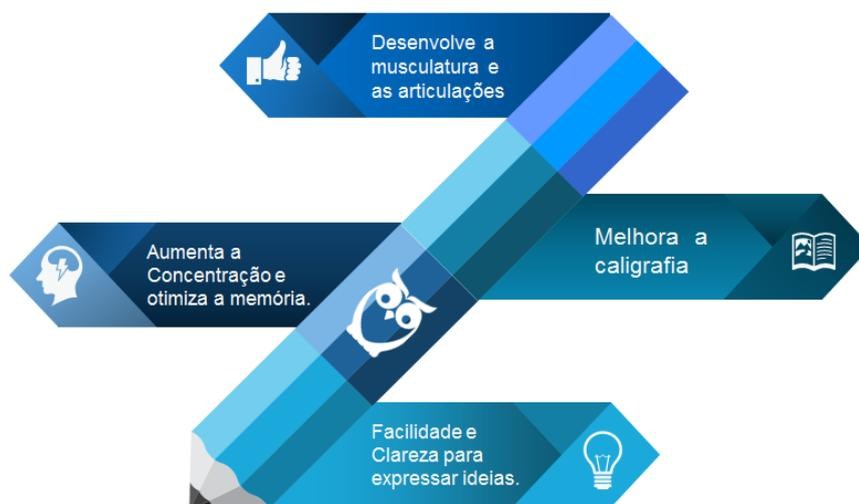 Desenvolve a
musculatura e
as articulações
Melhora a
caligrafia
Aumenta a
Concentração e
otimiza a memória.
Facilidade e
Clareza para
expressar ideias.